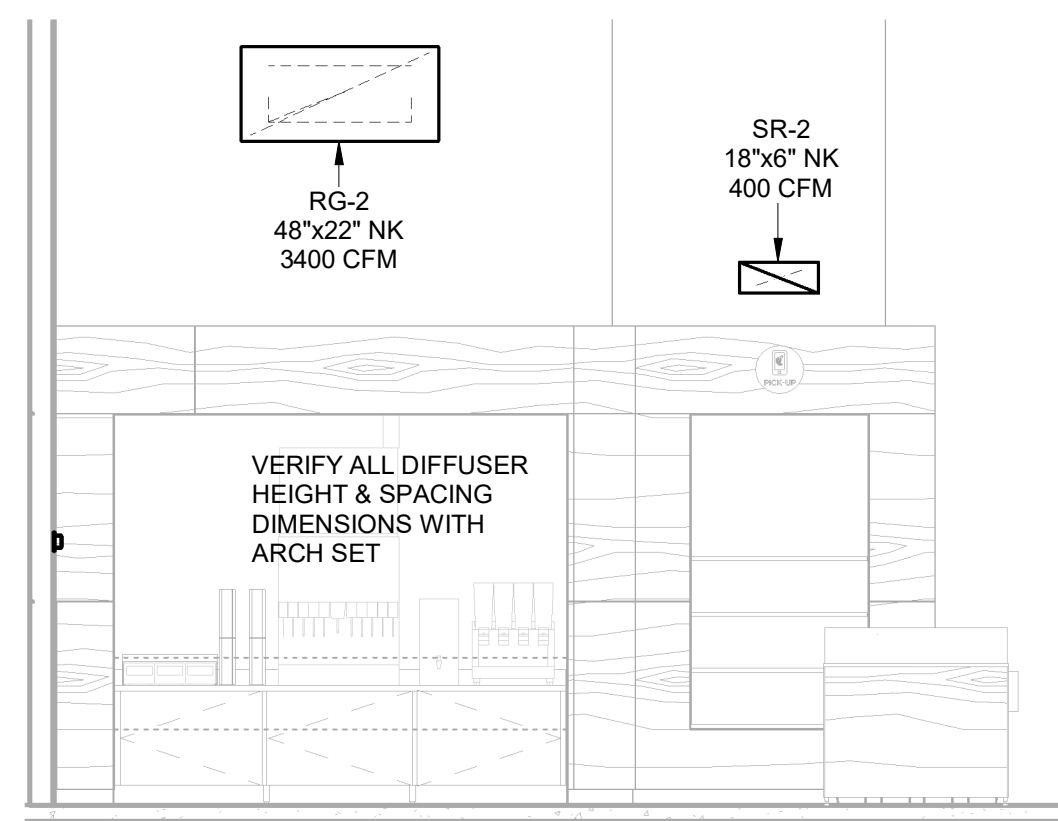 SR-2
18"x6" NK
400 CFM
RG-2
48"x22" NK
3400 CFM
PICK-UP
VERIFY ALL DIFFUSER
HEIGHT & SPACING
DIMENSIONS WITH
ARCH SET